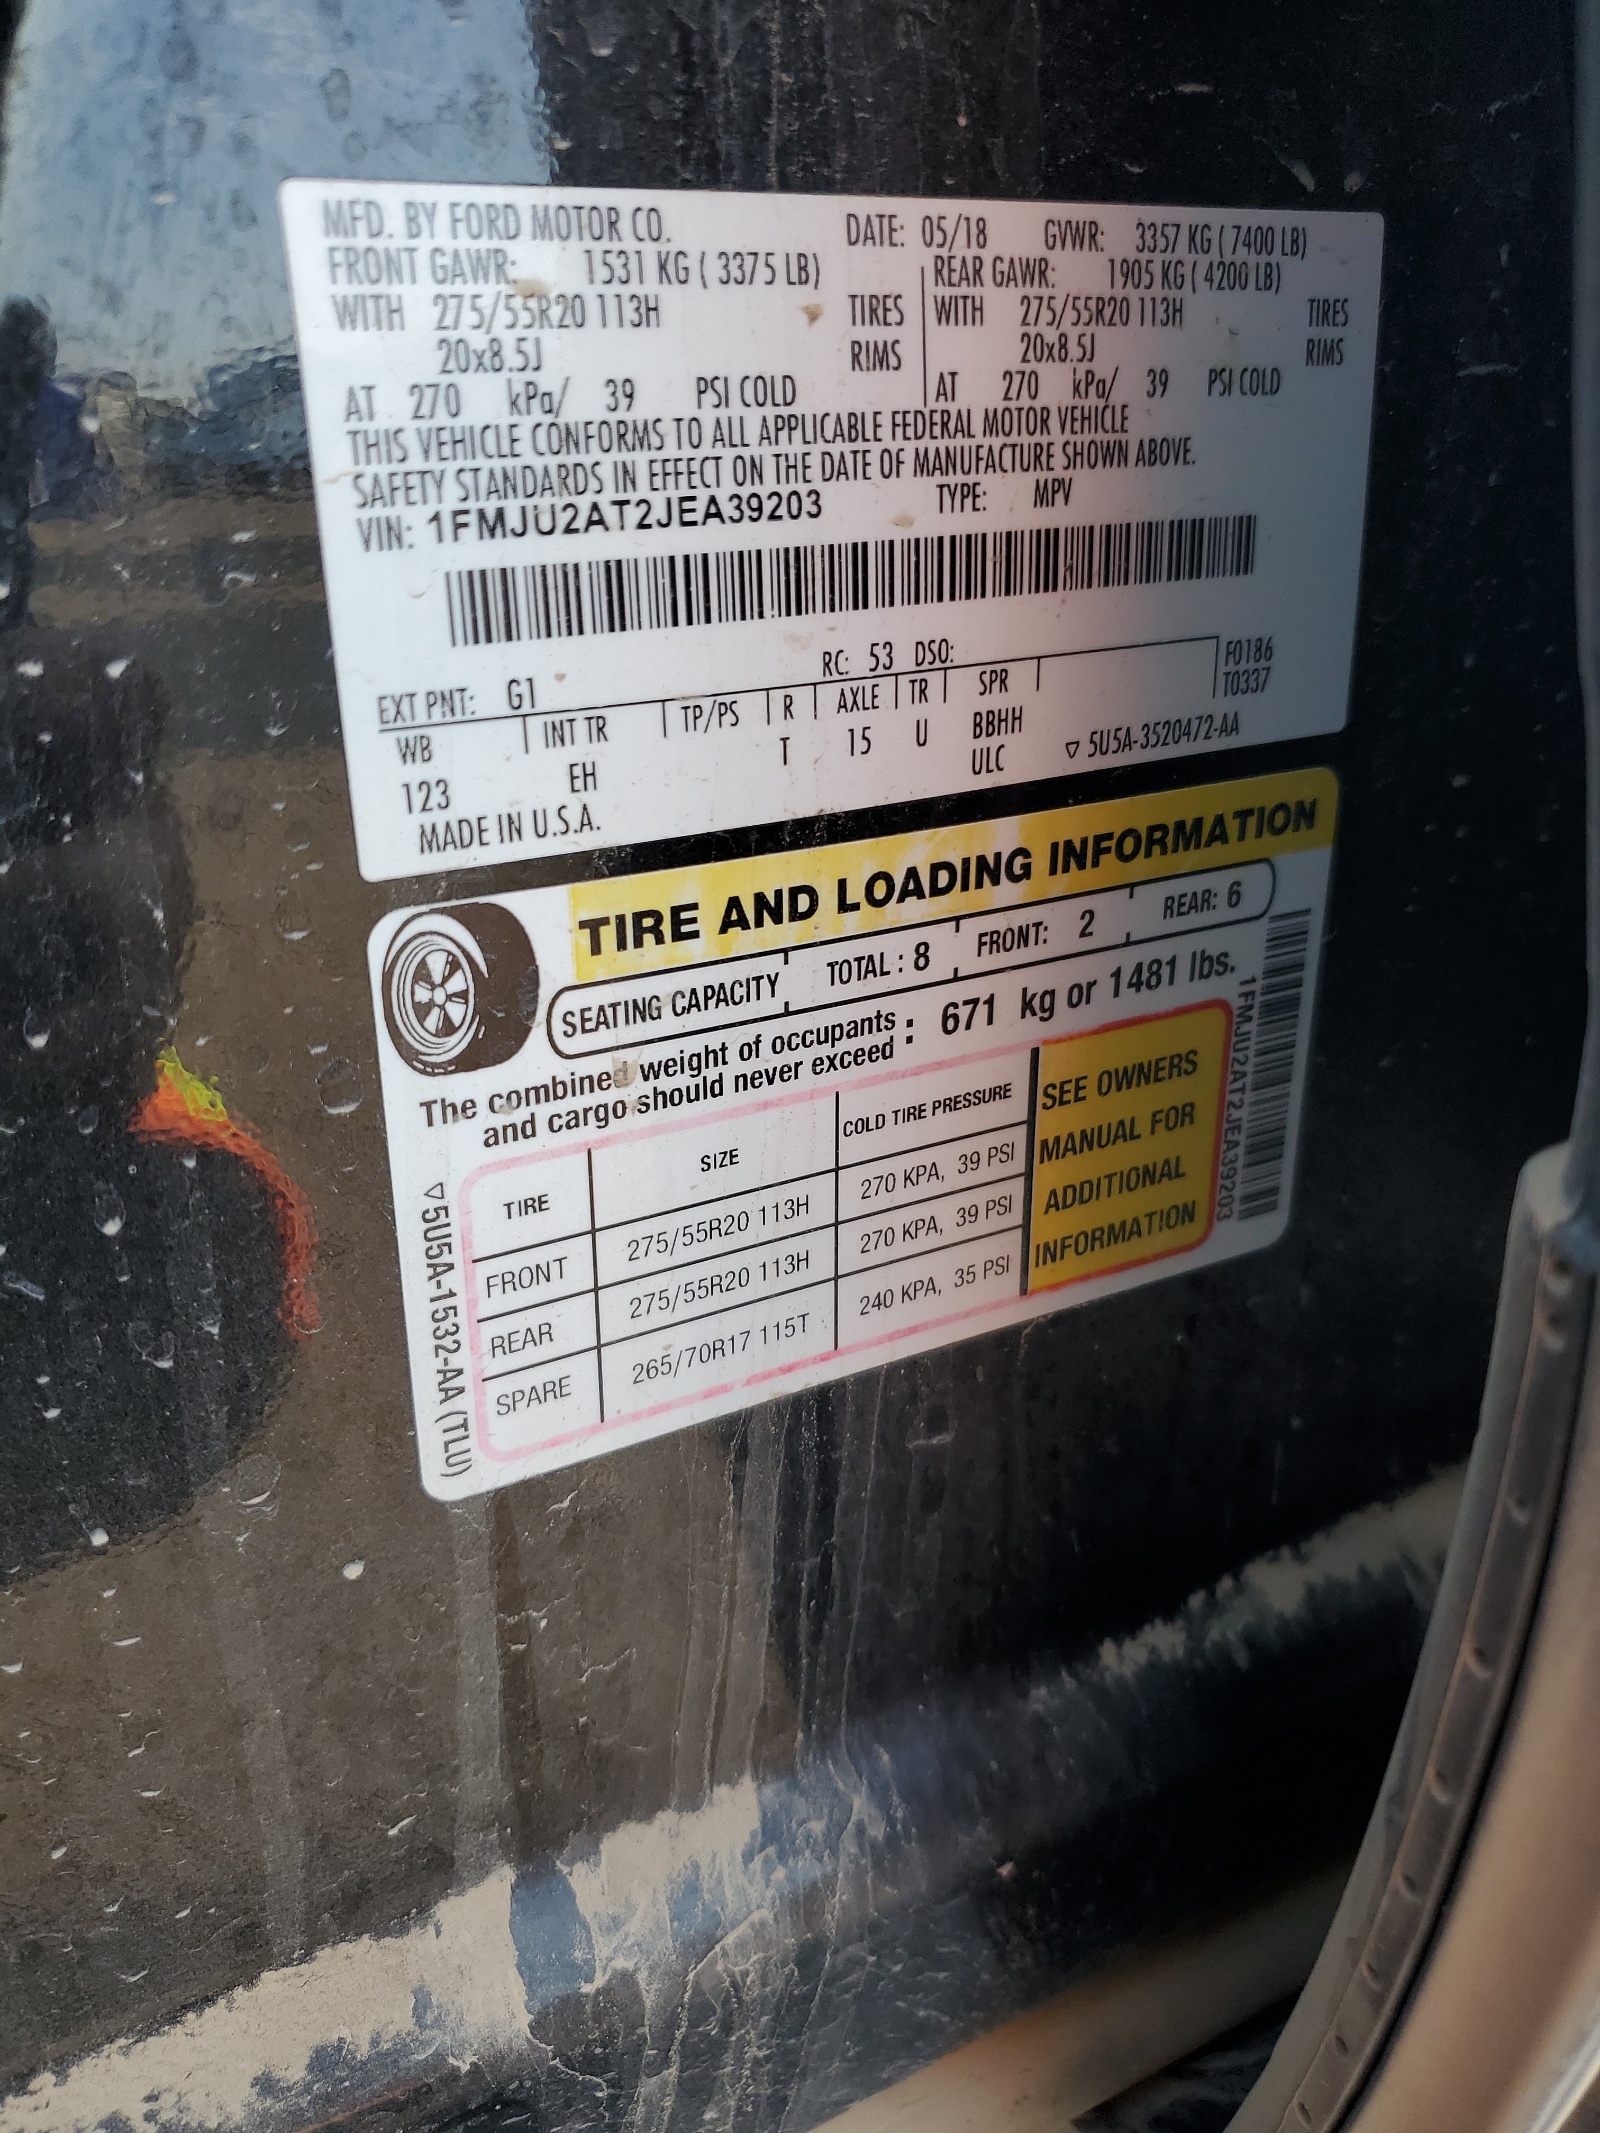 MFD. BY FORD MOTOR CO. DATE: 05/18 GVWR: 3357 KG ( 7400 LB)
FRONT GAWR: 1531 KG ( 3375 LB) REAR GAWR: 1905 KG ( 4200 LB)
WITH 275/55R20 113H TIRES WITH 275/55R20 113H TIRES
20x8.5J RIMS 20x8.5J RIMS
AT 270 kPa/ 39 PSI COLD AT 270 kPa/ 39 PSI COLD
THIS VEHICLE CONFORMS TO ALL APPLICABLE FEDERAL MOTOR VEHICLE
SAFETY STANDARDS IN EFFECT ON THE DATE OF MANUFACTURE SHOWN ABOVE.
VIN: 1FMJU2AT2JEA39203 TYPE: MPV
EXT PNT: G1 RC: 53 DSO: F0186
WB INT TR TP/PS R AXLE TR SPR T0337
123 EH T 15 U BBHH
ULC ▽ 5U5A-3520472-AA
MADE IN U.S.A.
TIRE AND LOADING INFORMATION
SEATING CAPACITY TOTAL : 8 FRONT: 2 REAR: 6
The combined weight of occupants
and cargo should never exceed : 671 kg or 1481 lbs.
TIRE SIZE COLD TIRE PRESSURE
FRONT 275/55R20 113H 270 KPA, 39 PSI
REAR 275/55R20 113H 270 KPA, 39 PSI
SPARE 265/70R17 115T 240 KPA, 35 PSI
SEE OWNERS
MANUAL FOR
ADDITIONAL
INFORMATION
1FMJU2AT2JEA39203
▽5U5A-1532-AA (TLU)